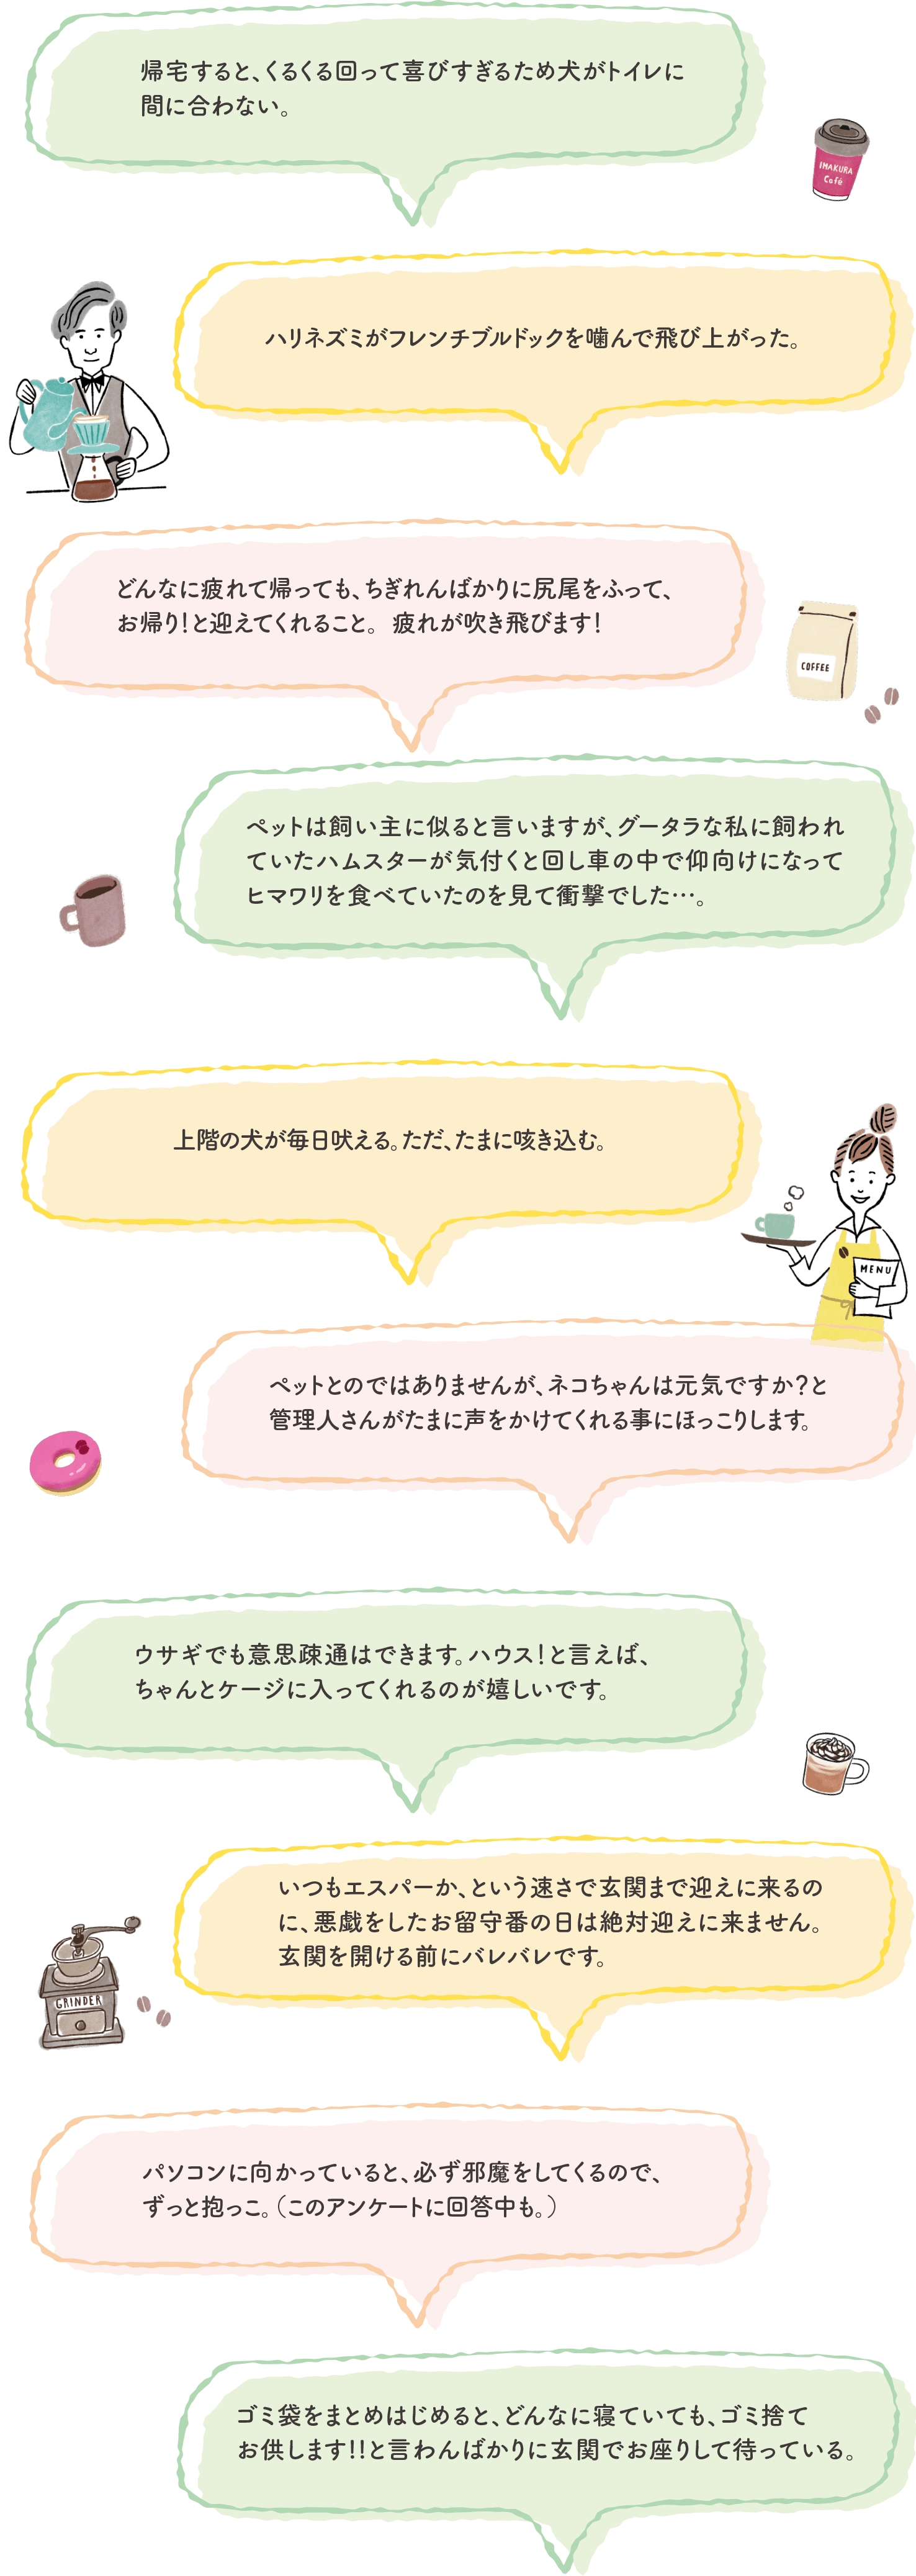 帰宅すると、くるくる回って喜びすぎるため犬がトイレに
間に合わない。
IMAKURA
Café
ハリネズミがフレンチブルドックを噛んで飛び上がった。
どんなに疲れて帰っても、ちぎれんばかりに尻尾をふって、
お帰り！と迎えてくれること。 疲れが吹き飛びます！
COFFEE
ペットは飼い主に似ると言いますが、グータラな私に飼われ
ていたハムスターが気付くと回し車の中で仰向けになって
ヒマワリを食べていたのを見て衝撃でした…。
上階の犬が毎日吠える。ただ、たまに咳き込む。
MENU
ペットとのではありませんが、ネコちゃんは元気ですか？と
管理人さんがたまに声をかけてくれる事にほっこりします。
ウサギでも意思疎通はできます。ハウス！と言えば、
ちゃんとケージに入ってくれるのが嬉しいです。
いつもエスパーか、という速さで玄関まで迎えに来るの
に、悪戯をしたお留守番の日は絶対迎えに来ません。
玄関を開ける前にバレバレです。
GRINDER
パソコンに向かっていると、必ず邪魔をしてくるので、
ずっと抱っこ。（このアンケートに回答中も。）
ゴミ袋をまとめはじめると、どんなに寝ていても、ゴミ捨て
お供します！！と言わんばかりに玄関でお座りして待っている。